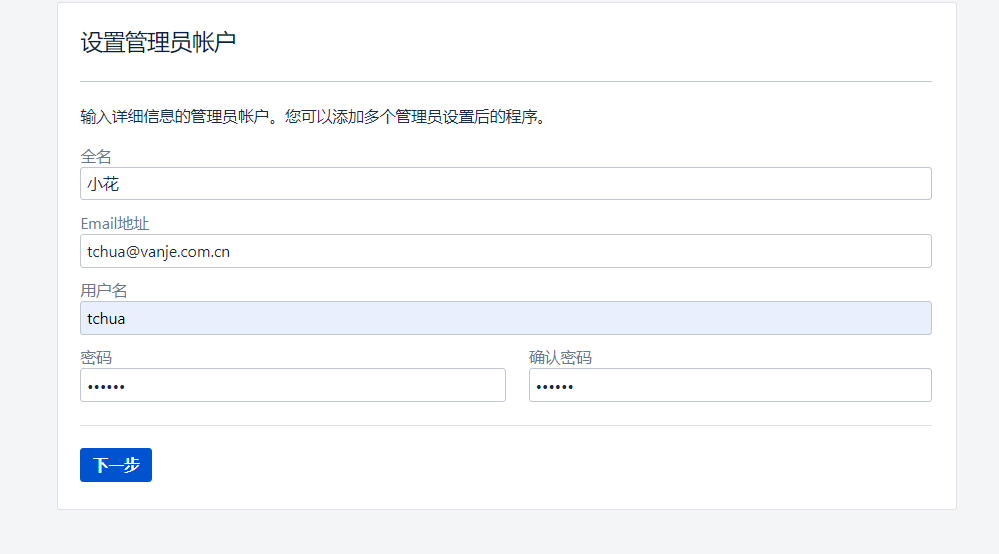 设置管理员帐户
输入详细信息的管理员帐户。您可以添加多个管理员设置后的程序。
全名
小花
Email地址
tchua@vanje.com.cn
用户名
tchua
密码 确认密码
•••••• ••••••
下一步